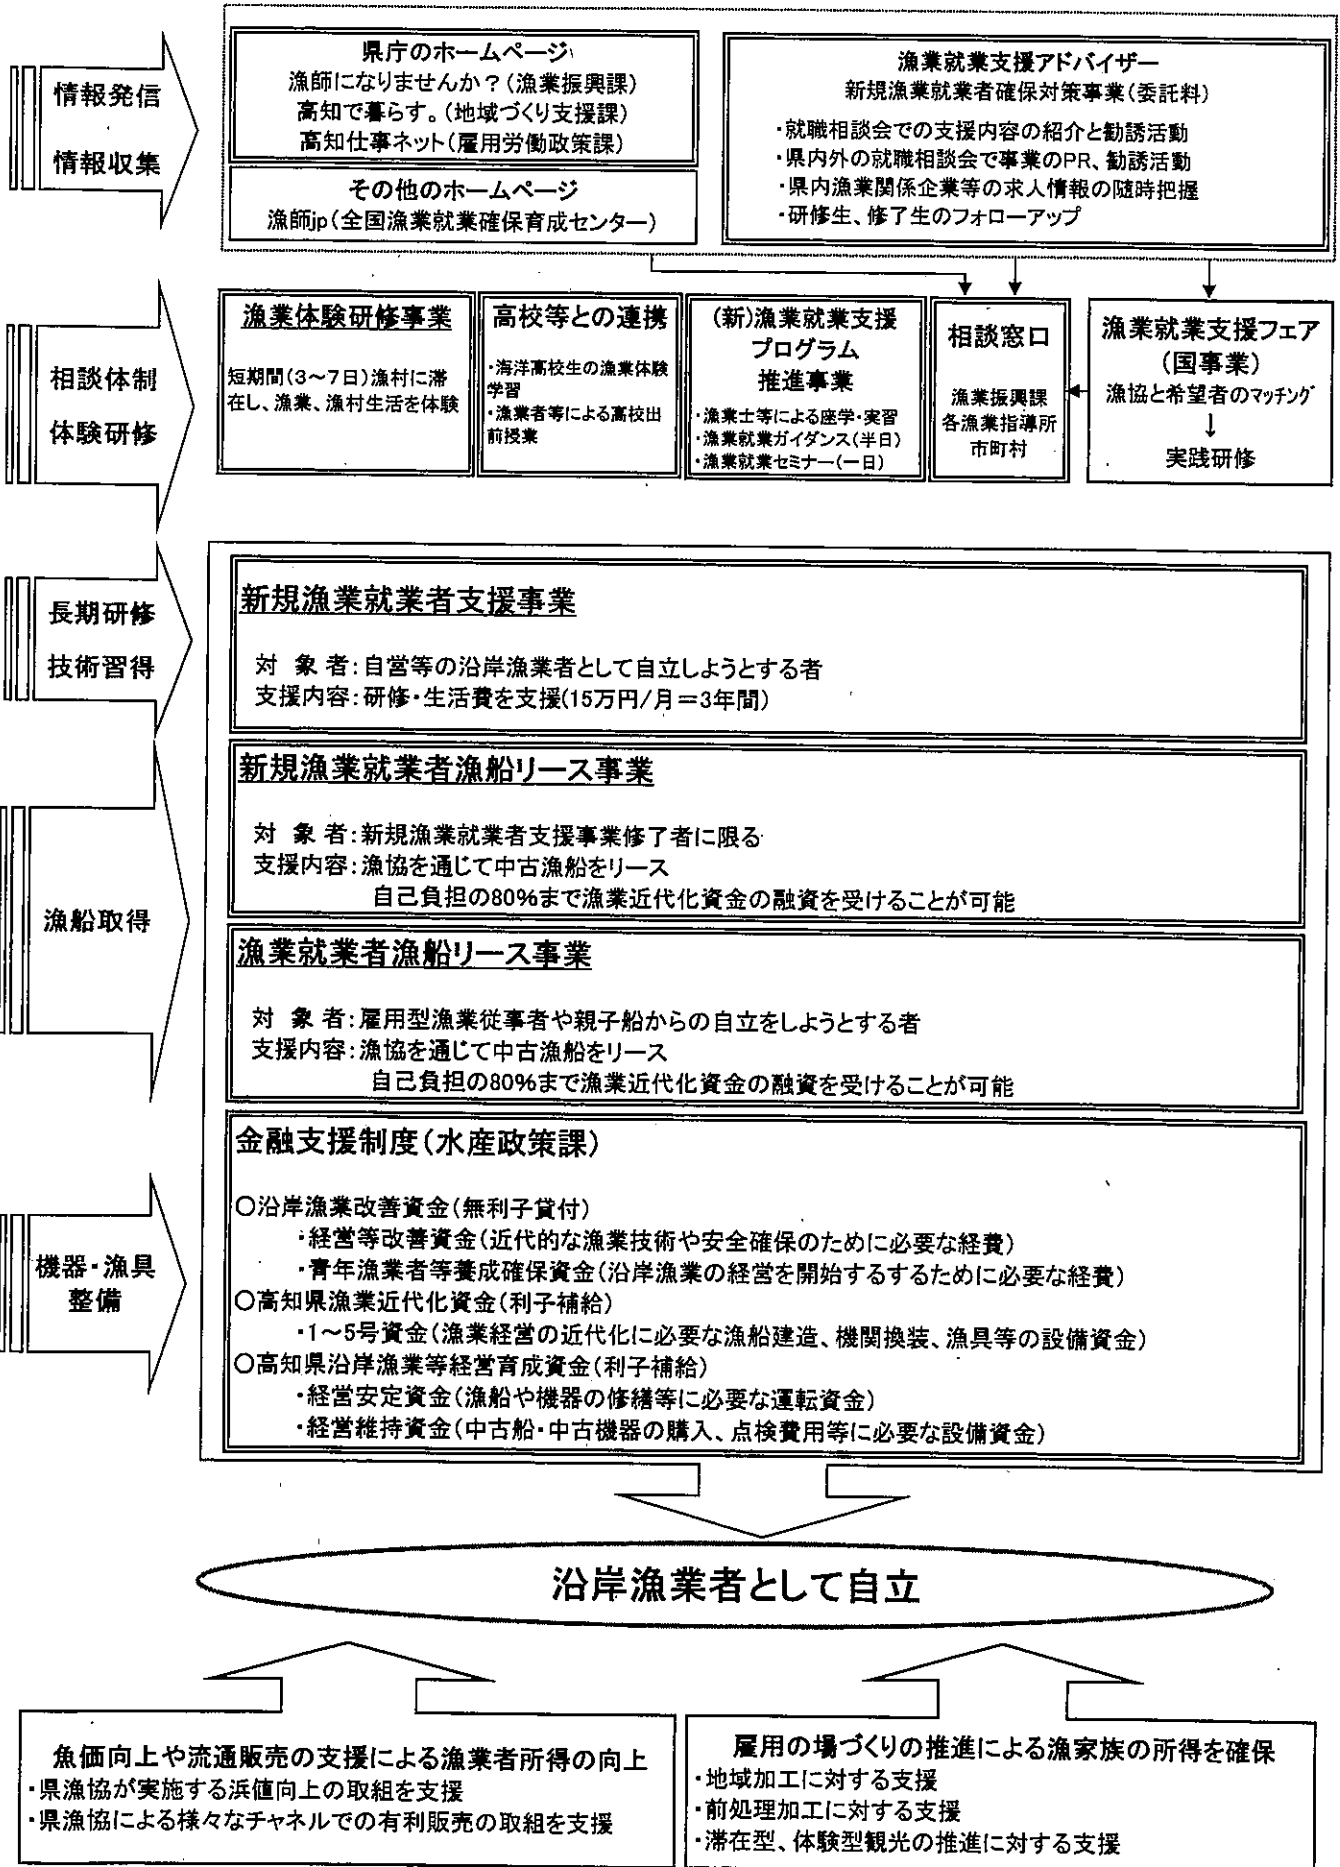 情報発信
情報収集
県庁のホームページ
漁師になりませんか？(漁業振興課)
高知で暮らす。(地域づくり支援課)
高知仕事ネット(雇用労働政策課)
その他のホームページ
漁師jp(全国漁業就業確保育成センター)
漁業就業支援アドバイザー
新規漁業就業者確保対策事業(委託料)
・就職相談会での支援内容の紹介と勧誘活動
・県内外の就職相談会で事業のPR、勧誘活動
・県内漁業関係企業等の求人情報の随時把握
・研修生、修了生のフォローアップ
相談体制
体験研修
漁業体験研修事業
短期間(3～7日)漁村に滞
在し、漁業、漁村生活を体験
高校等との連携
・海洋高校生の漁業体験
学習
・漁業者等による高校出
前授業
(新)漁業就業支援
プログラム
推進事業
・漁業士等による座学・実習
・漁業就業ガイダンス(半日)
・漁業就業セミナー(一日)
相談窓口
漁業振興課
各漁業指導所
市町村
漁業就業支援フェア
(国事業)
漁協と希望者のマッチング
↓
実践研修
長期研修
技術習得
新規漁業就業者支援事業
対　象　者：自営等の沿岸漁業者として自立しようとする者
支援内容：研修・生活費を支援(15万円/月＝3年間)
漁船取得
新規漁業就業者漁船リース事業
対　象　者：新規漁業就業者支援事業修了者に限る
支援内容：漁協を通じて中古漁船をリース
自己負担の80%まで漁業近代化資金の融資を受けることが可能
漁業就業者漁船リース事業
対　象　者：雇用型漁業従事者や親子船からの自立をしようとする者
支援内容：漁協を通じて中古漁船をリース
自己負担の80%まで漁業近代化資金の融資を受けることが可能
機器・漁具
整備
金融支援制度(水産政策課)
○沿岸漁業改善資金(無利子貸付)
・経営等改善資金(近代的な漁業技術や安全確保のために必要な経費)
・青年漁業者等養成確保資金(沿岸漁業の経営を開始するするために必要な経費)
○高知県漁業近代化資金(利子補給)
・1～5号資金(漁業経営の近代化に必要な漁船建造、機関換装、漁具等の設備資金)
○高知県沿岸漁業等経営育成資金(利子補給)
・経営安定資金(漁船や機器の修繕等に必要な運転資金)
・経営維持資金(中古船・中古機器の購入、点検費用等に必要な設備資金)
沿岸漁業者として自立
魚価向上や流通販売の支援による漁業者所得の向上
・県漁協が実施する浜値向上の取組を支援
・県漁協による様々なチャネルでの有利販売の取組を支援
雇用の場づくりの推進による漁家族の所得を確保
・地域加工に対する支援
・前処理加工に対する支援
・滞在型、体験型観光の推進に対する支援